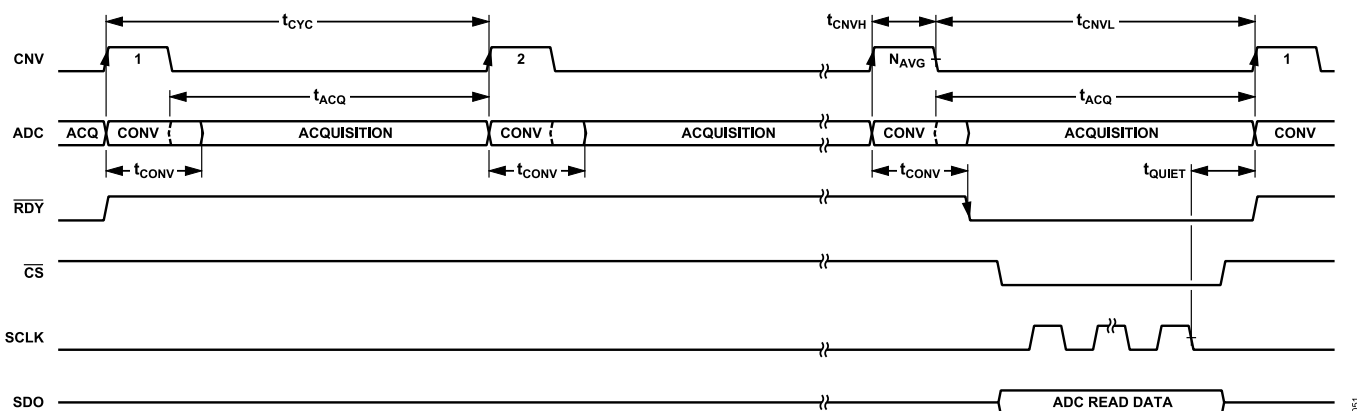 tCYC tCNVH tCNVL
CNV 1 2 NAVG 1
tACQ tACQ
ADC ACQ CONV ACQUISITION CONV ACQUISITION CONV ACQUISITION CONV
tCONV tCONV tCONV tQUIET
RDY
CS
SCLK
SDO ADC READ DATA
051